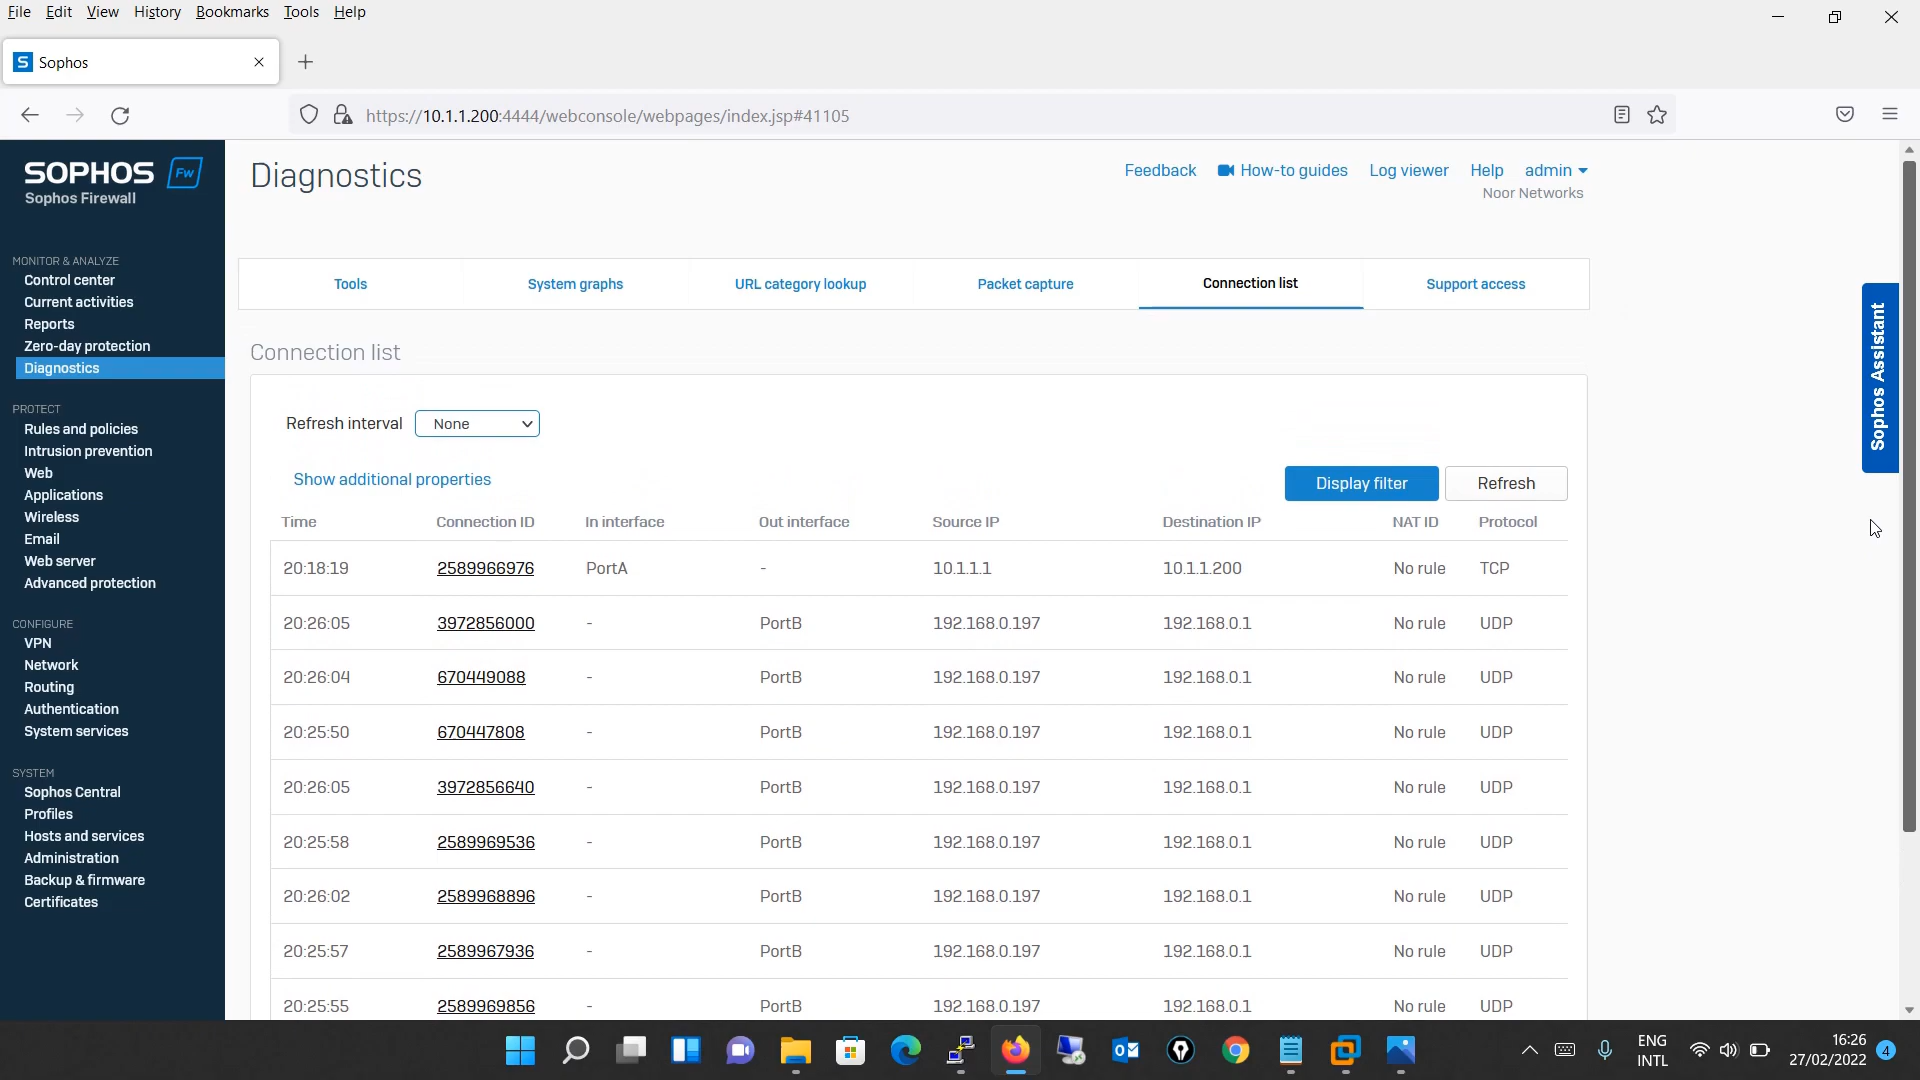 File Edit View History Bookmarks Tools Help
S Sophos
https://10.1.1.200:4444/webconsole/webpages/index.jsp#41105
SOPHOS Fw
Sophos Firewall
MONITOR & ANALYZE
Control center
Current activities
Reports
Zero-day protection
Diagnostics
PROTECT
Rules and policies
Intrusion prevention
Web
Applications
Wireless
Email
Web server
Advanced protection
CONFIGURE
VPN
Network
Routing
Authentication
System services
SYSTEM
Sophos Central
Profiles
Hosts and services
Administration
Backup & firmware
Certificates
Diagnostics
Feedback How-to guides Log viewer Help admin
Noor Networks
Tools System graphs URL category lookup Packet capture Connection list Support access
Connection list
Refresh interval None
Show additional properties Display filter Refresh
Time Connection ID In interface Out interface Source IP Destination IP NAT ID Protocol
20:18:19 2589966976 PortA - 10.1.1.1 10.1.1.200 No rule TCP
20:26:05 3972856000 - PortB 192.168.0.197 192.168.0.1 No rule UDP
20:26:04 670449088 - PortB 192.168.0.197 192.168.0.1 No rule UDP
20:25:50 670447808 - PortB 192.168.0.197 192.168.0.1 No rule UDP
20:26:05 3972856640 - PortB 192.168.0.197 192.168.0.1 No rule UDP
20:25:58 2589969536 - PortB 192.168.0.197 192.168.0.1 No rule UDP
20:26:02 2589968896 - PortB 192.168.0.197 192.168.0.1 No rule UDP
20:25:57 2589967936 - PortB 192.168.0.197 192.168.0.1 No rule UDP
20:25:55 2589969856 - PortB 192.168.0.197 192.168.0.1 No rule UDP
Sophos Assistant
ENG
INTL
16:26
27/02/2022
4